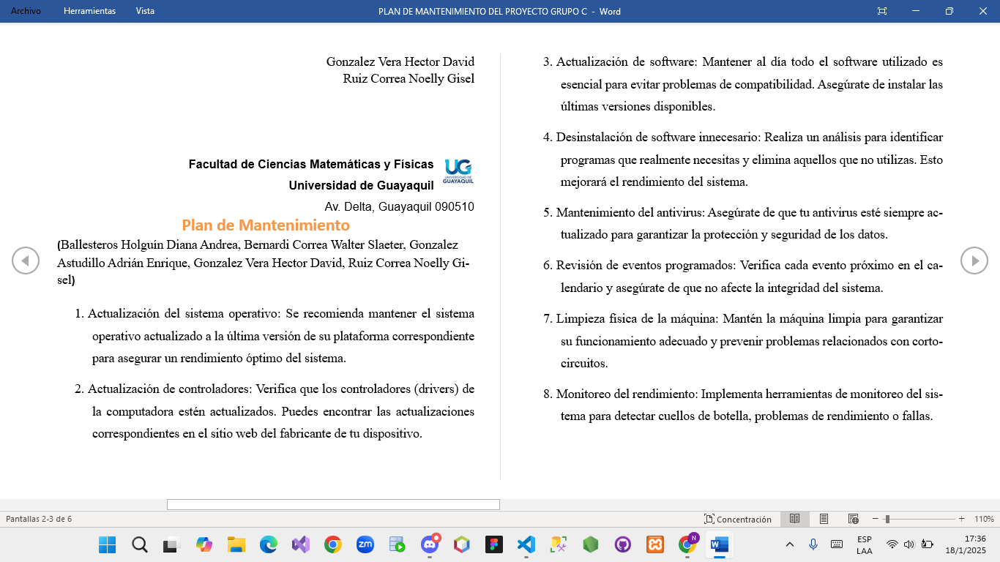 Archivo Herramientas Vista PLAN DE MANTENIMIENTO DEL PROYECTO GRUPO C - Word
Gonzalez Vera Hector David
Ruiz Correa Noelly Gisel
Facultad de Ciencias Matemáticas y Físicas
Universidad de Guayaquil
UG
UNIVERSIDAD DE
GUAYAQUIL
Av. Delta, Guayaquil 090510
Plan de Mantenimiento
(Ballesteros Holguín Diana Andrea, Bernardi Correa Walter Slaeter, Gonzalez
Astudillo Adrián Enrique, Gonzalez Vera Hector David, Ruiz Correa Noelly Gi-
sel)
1. Actualización del sistema operativo: Se recomienda mantener el sistema
operativo actualizado a la última versión de su plataforma correspondiente
para asegurar un rendimiento óptimo del sistema.
2. Actualización de controladores: Verifica que los controladores (drivers) de
la computadora estén actualizados. Puedes encontrar las actualizaciones
correspondientes en el sitio web del fabricante de tu dispositivo.
3. Actualización de software: Mantener al día todo el software utilizado es
esencial para evitar problemas de compatibilidad. Asegúrate de instalar las
últimas versiones disponibles.
4. Desinstalación de software innecesario: Realiza un análisis para identificar
programas que realmente necesitas y elimina aquellos que no utilizas. Esto
mejorará el rendimiento del sistema.
5. Mantenimiento del antivirus: Asegúrate de que tu antivirus esté siempre ac-
tualizado para garantizar la protección y seguridad de los datos.
6. Revisión de eventos programados: Verifica cada evento próximo en el ca-
lendario y asegúrate de que no afecte la integridad del sistema.
7. Limpieza física de la máquina: Mantén la máquina limpia para garantizar
su funcionamiento adecuado y prevenir problemas relacionados con corto-
circuitos.
8. Monitoreo del rendimiento: Implementa herramientas de monitoreo del sis-
tema para detectar cuellos de botella, problemas de rendimiento o fallas.
Pantallas 2-3 de 6 Concentración 110%
zm
N
W
ESP
LAA
17:36
18/1/2025